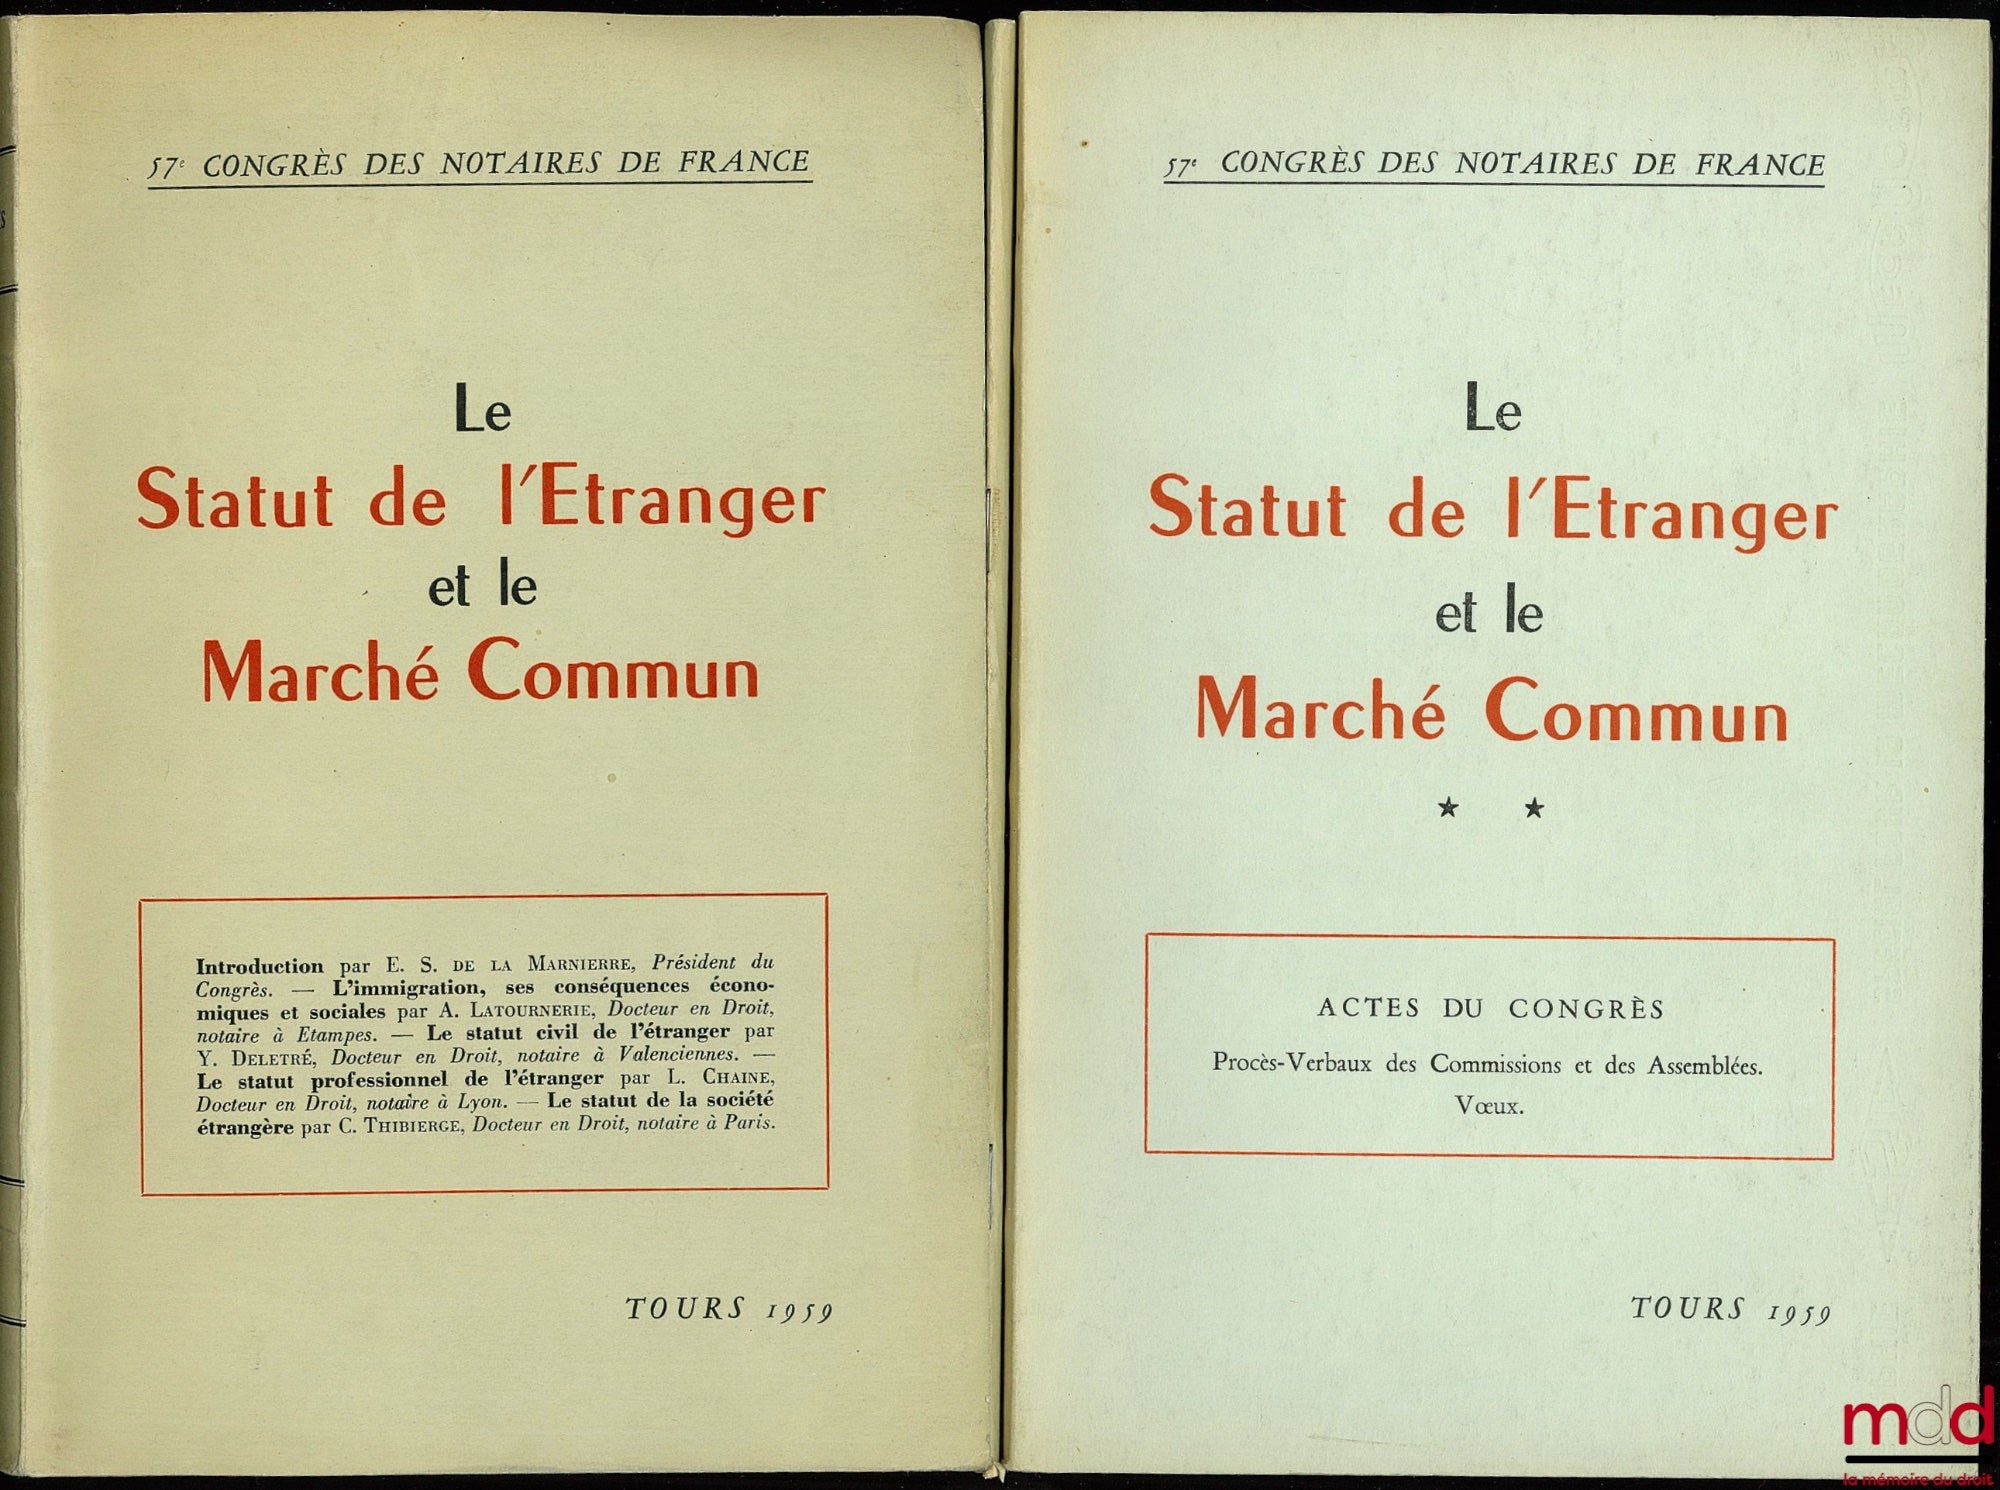 57e CONGRÈS DES NOTAIRES DE FRANCE
Le
Statut de l'Etranger
et le
Marché Commun
Introduction par E. S. DE LA MARNIERRE, Président du
Congrès. — L'immigration, ses conséquences écono-
miques et sociales par A. LATOURNERIE, Docteur en Droit,
notaire à Etampes. — Le statut civil de l'étranger par
Y. DELETRÉ, Docteur en Droit, notaire à Valenciennes. —
Le statut professionnel de l'étranger par L. CHAINE,
Docteur en Droit, notaire à Lyon. — Le statut de la société
étrangère par C. THIBIERGE, Docteur en Droit, notaire à Paris.
TOURS 1959
57e CONGRÈS DES NOTAIRES DE FRANCE
Le
Statut de l'Etranger
et le
Marché Commun
★ ★
ACTES DU CONGRÈS
Procès-Verbaux des Commissions et des Assemblées.
Vœux.
TOURS 1959
mdd
la mémoire du droit